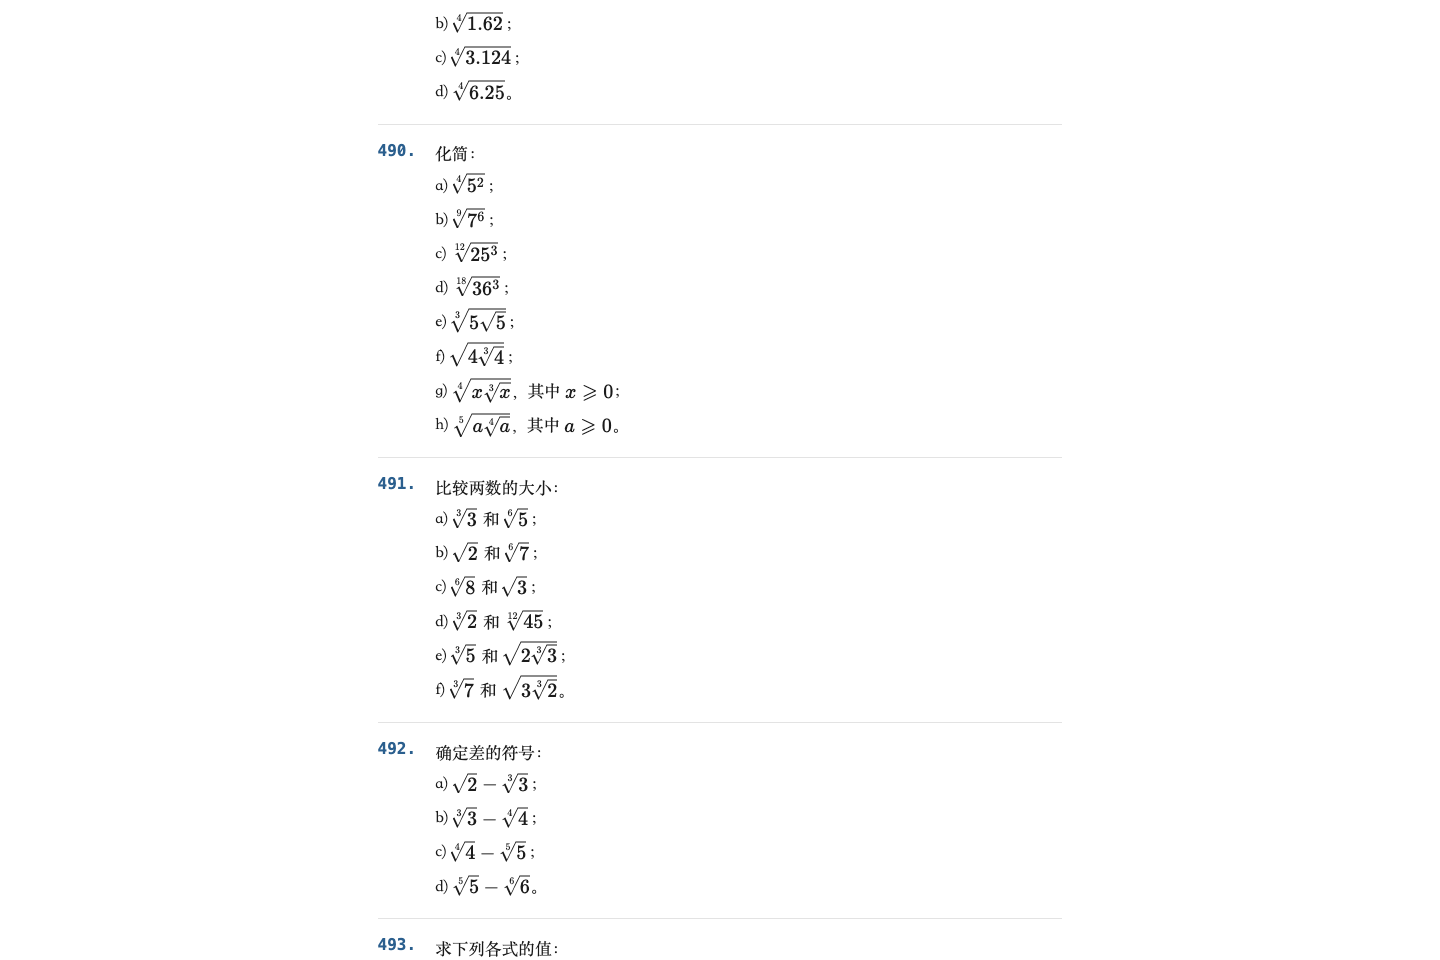 b) ∜1.62 ;
c) ∜3.124 ;
d) ∜6.25。
490. 化简:
a) ∜5² ;
b) ⁹√7⁶ ;
c) ¹²√25³ ;
d) ¹⁸√36³ ;
e) ∛(5√5) ;
f) √(4∛4) ;
g) ∜(x∛x), 其中 x ⩾ 0;
h) ⁵√(a∜a), 其中 a ⩾ 0。
491. 比较两数的大小:
a) ∛3 和 ⁶√5 ;
b) √2 和 ⁶√7 ;
c) ⁶√8 和 √3 ;
d) ∛2 和 ¹²√45 ;
e) ∛5 和 √(2∛3) ;
f) ∛7 和 √(3∛2)。
492. 确定差的符号:
a) √2 − ∛3 ;
b) ∛3 − ∜4 ;
c) ∜4 − ⁵√5 ;
d) ⁵√5 − ⁶√6。
493. 求下列各式的值: